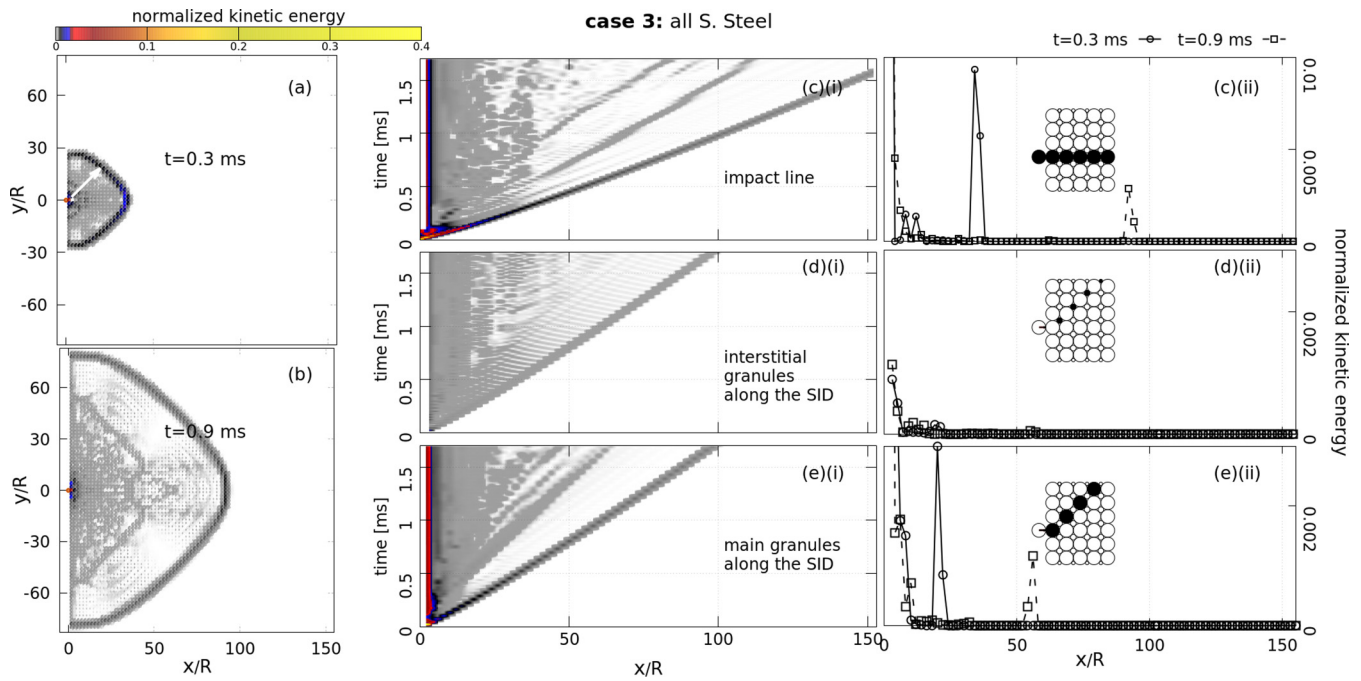 case 3: all S. Steel
normalized kinetic energy
0 0.1 0.2 0.3 0.4
t=0.3 ms t=0.9 ms
(a)
t=0.3 ms
y/R
60
30
0
-30
-60
(b)
t=0.9 ms
y/R
60
30
0
-30
-60
0 50 100 150
x/R
(c)(i)
impact line
time [ms]
1.5
1
0.5
0
(d)(i)
interstitial
granules
along the SID
time [ms]
1.5
1
0.5
0
(e)(i)
main granules
along the SID
time [ms]
1.5
1
0.5
0
0 50 100 150
x/R
(c)(ii)
0.01
0.005
0
(d)(ii)
0.002
0
(e)(ii)
0.002
0
normalized kinetic energy
50 100 150
x/R